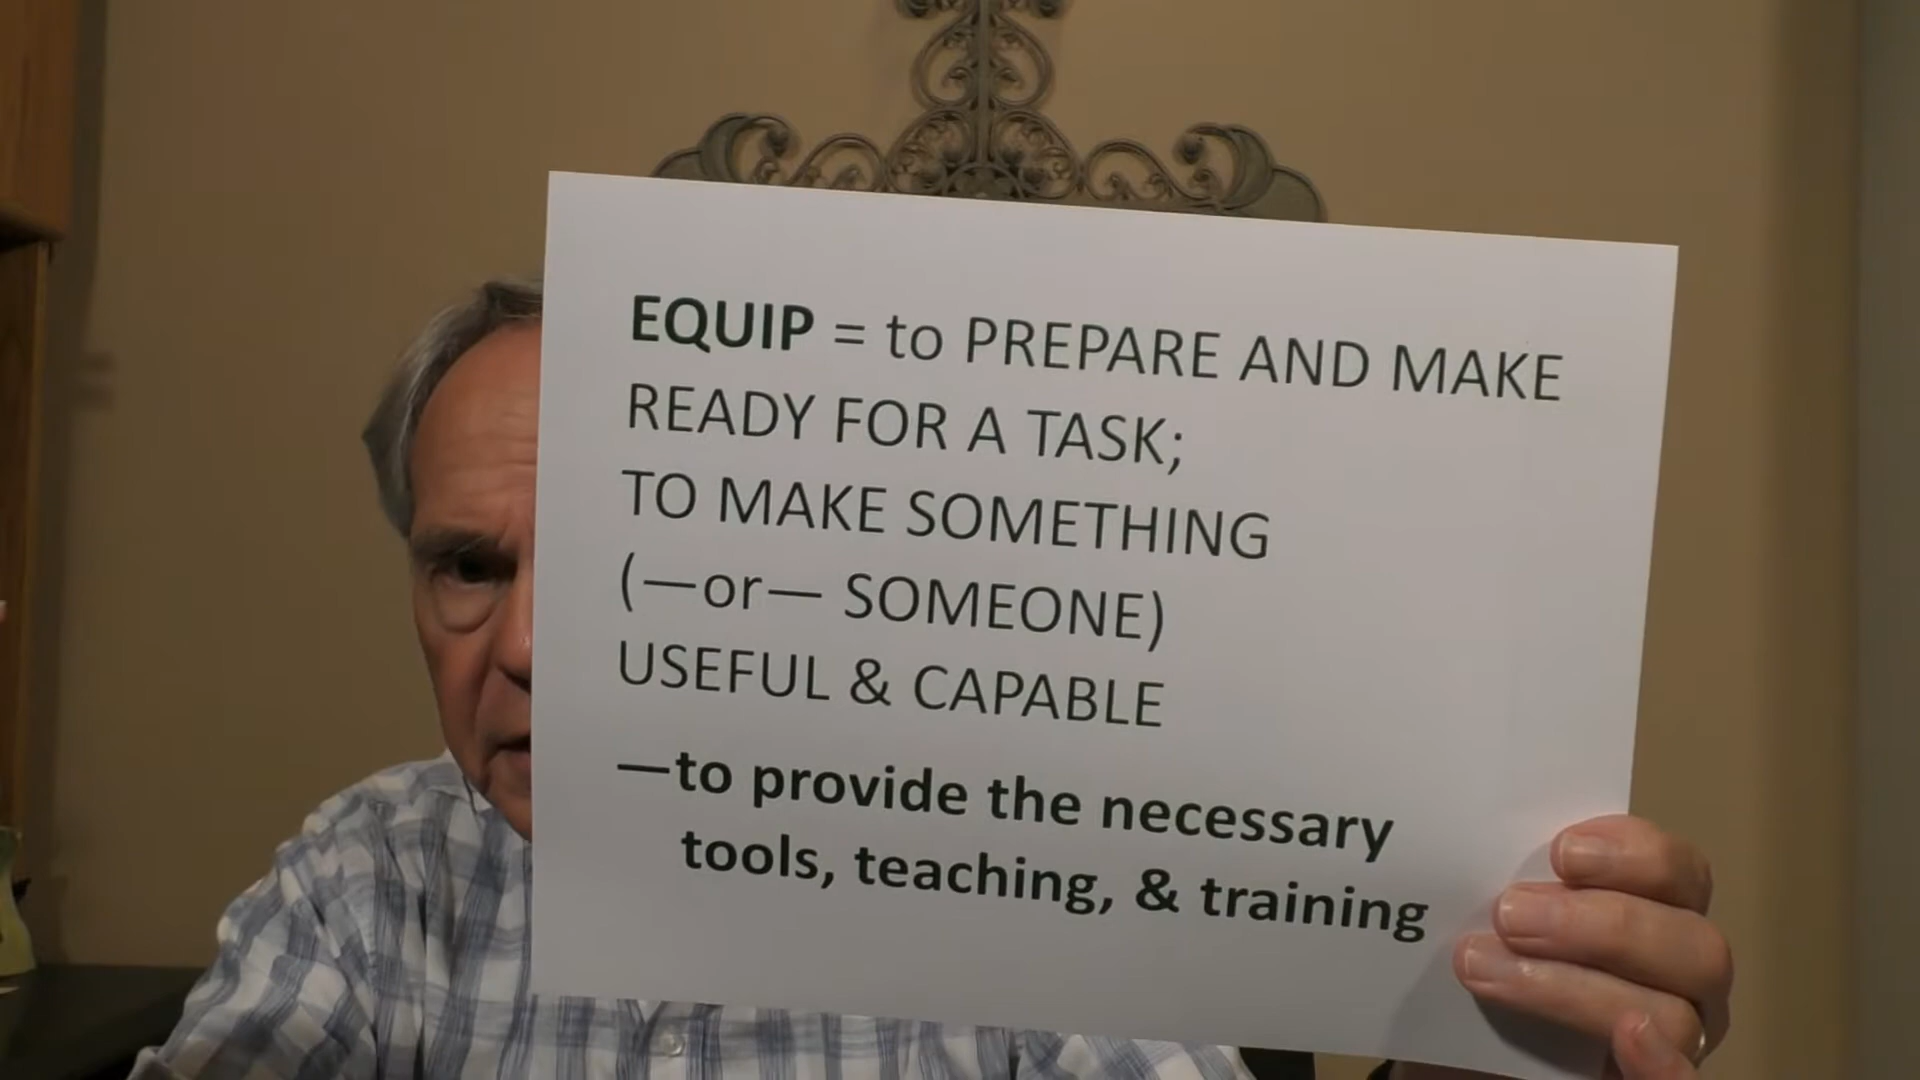 EQUIP = to PREPARE AND MAKE
READY FOR A TASK;
TO MAKE SOMETHING
(—or— SOMEONE)
USEFUL & CAPABLE
—to provide the necessary
tools, teaching, & training